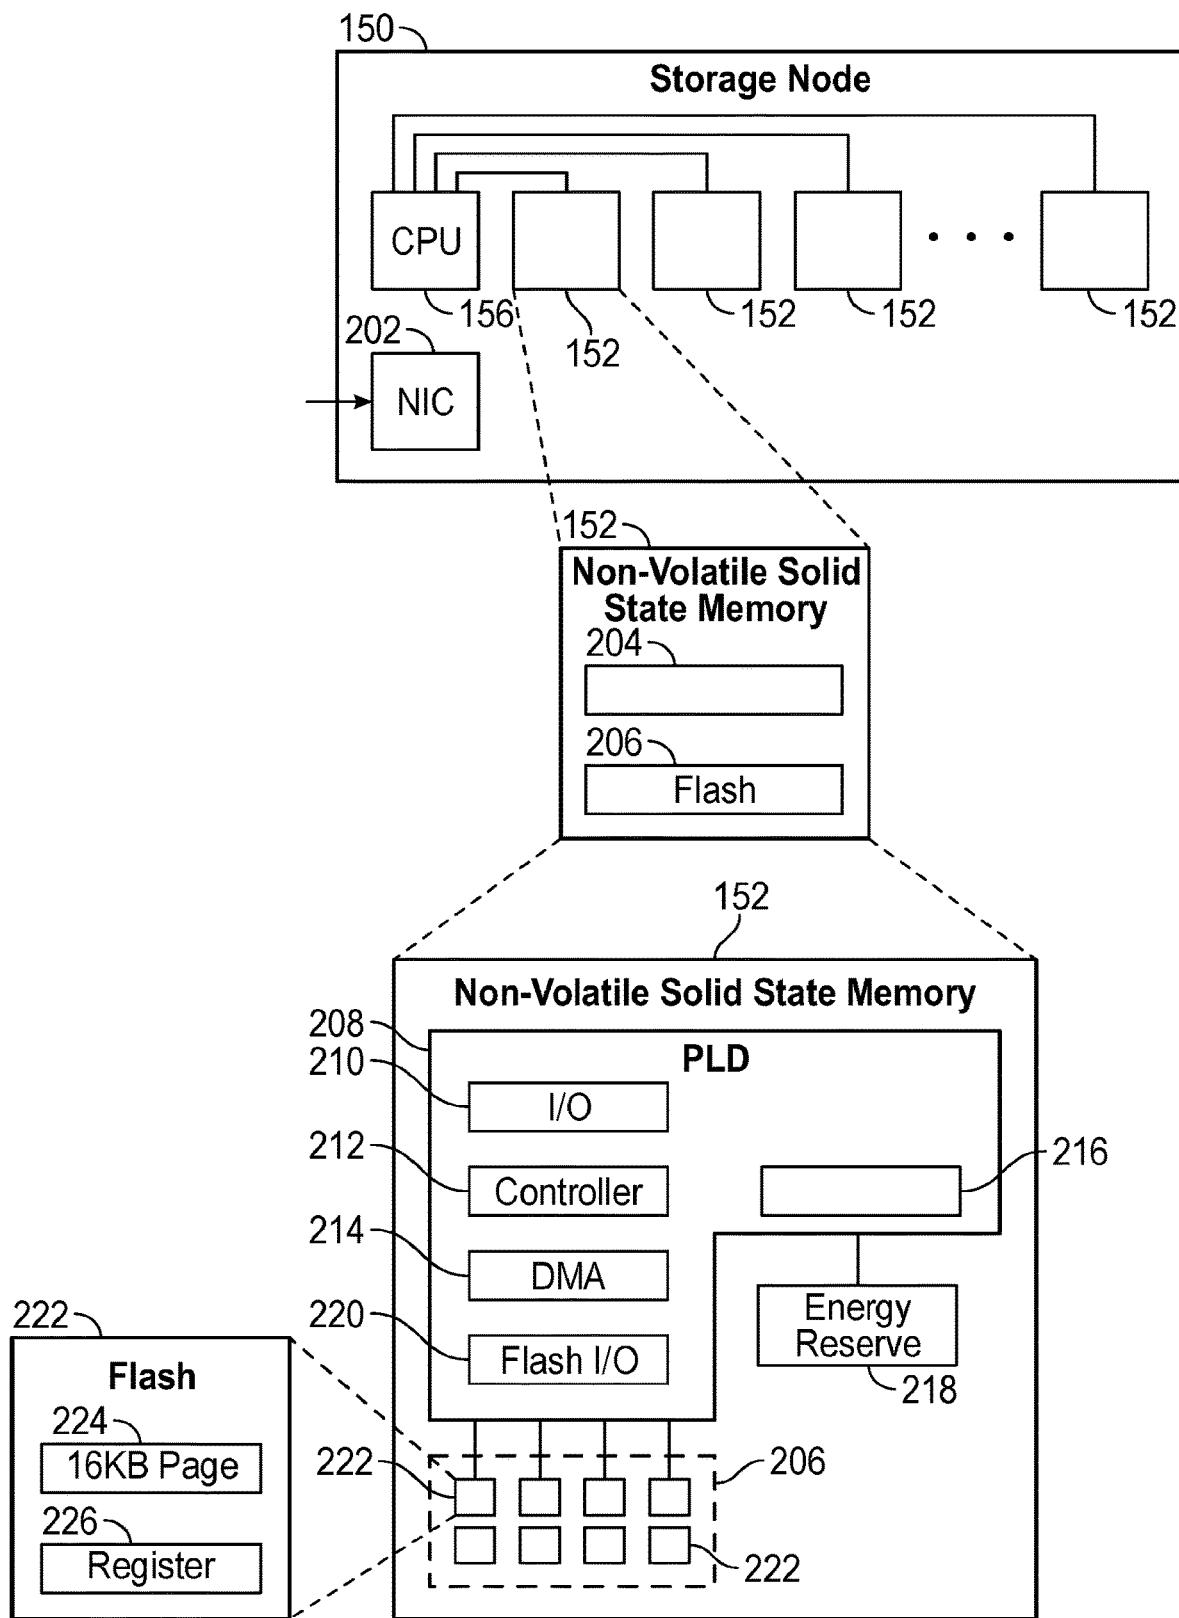 150
Storage Node
CPU
156
152
152
152
152
202
NIC
152
Non-Volatile Solid
State Memory
204
206
Flash
152
Non-Volatile Solid State Memory
208
PLD
210
I/O
212
Controller
216
214
DMA
220
Flash I/O
Energy
Reserve
218
222
Flash
224
16KB Page
226
Register
222
206
222